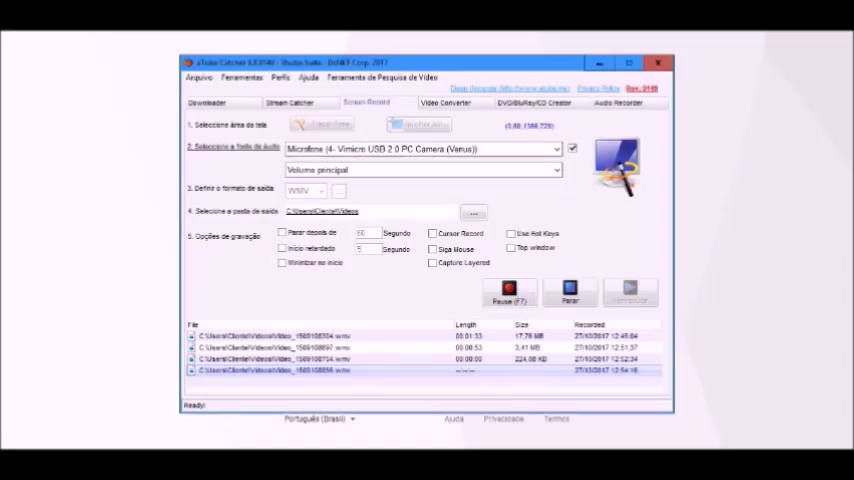 aTube Catcher - Studio Suite - DsNET Corp. 2017
Arquivo Ferramentas Perfis Ajuda Ferramenta de Pesquisa de Vídeo
Privacy Policy Rev. 9149
Downloader Stream Catcher Screen Record Video Converter DVD/BluRay/CD Creator Audio Recorder
1. Seleccione área da tela
2. Seleccione a fonte de áudio Microfone (4- Vimicro USB 2.0 PC Camera (Venus))
Volume principal
3. Definir o formato de saída WMV ...
4. Selecione a pasta de saída C:\Users\Cliente\Videos ...
5. Opções de gravação Parar depois de 60 Segundo Cursor Record Use Hot Keys
Início retardado 5 Segundo Siga Mouse Top window
Minimizar no início Capture Layered
Pause (F7) Parar
File Length Size Recorded
C:\Users\Cliente\Videos\Video_1509108304.wmv 00:01:33 17,76 MB 27/10/2017 12:45:04
C:\Users\Cliente\Videos\Video_1509108697.wmv 00:00:53 3,41 MB 27/10/2017 12:51:37
C:\Users\Cliente\Videos\Video_1509108754.wmv 00:00:00 224,08 KB 27/10/2017 12:52:34
C:\Users\Cliente\Videos\Video_1509108856.wmv --:--:-- 27/10/2017 12:54:16
Ready!
Português (Brasil) Ajuda Privacidade Termos